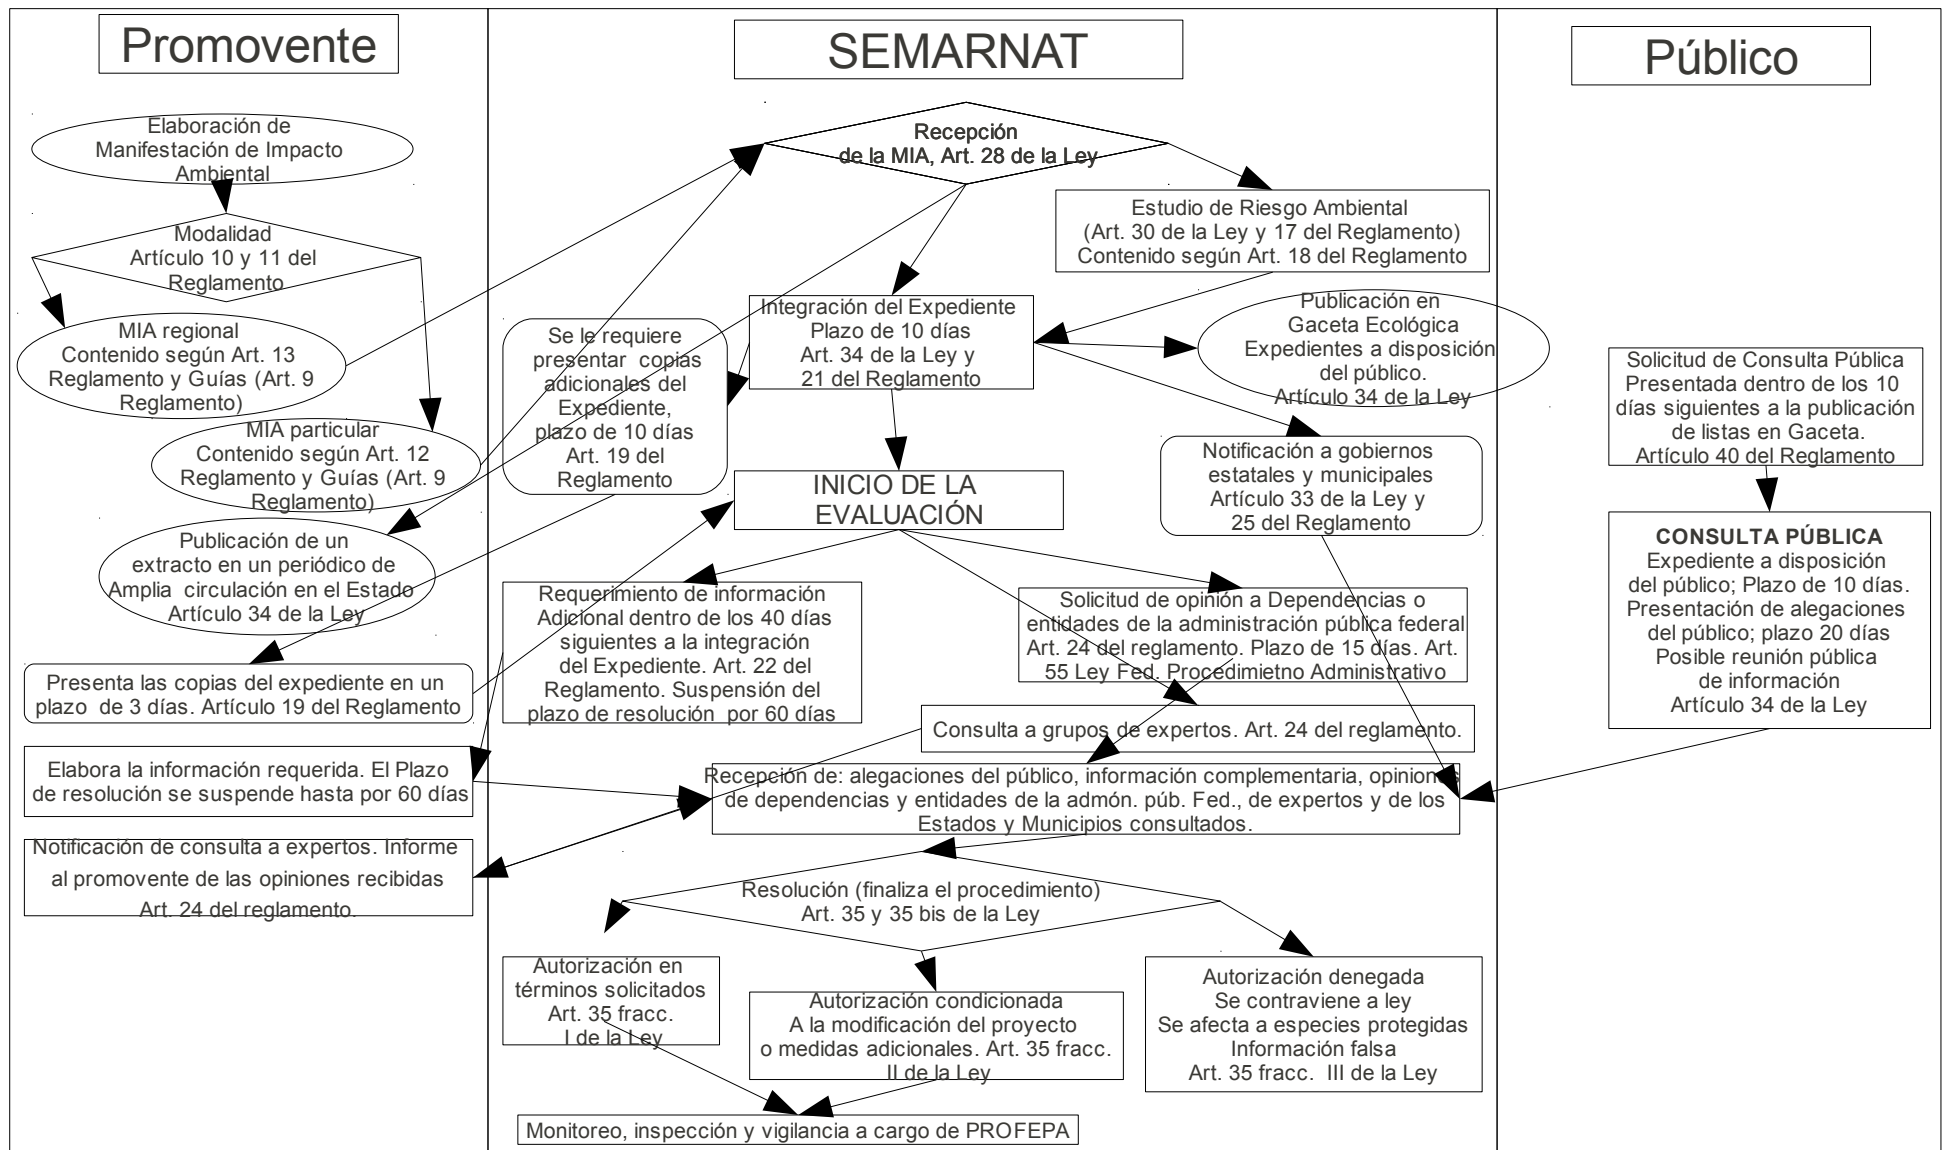 Promovente
SEMARNAT
Público
Elaboración de
Manifestación de Impacto
Ambiental
Modalidad
Artículo 10 y 11 del
Reglamento
MIA regional
Contenido según Art. 13
Reglamento y Guías (Art. 9
Reglamento)
MIA particular
Contenido según Art. 12
Reglamento y Guías (Art. 9
Reglamento)
Publicación de un
extracto en un periódico de
Amplia circulación en el Estado
Artículo 34 de la Ley
Presenta las copias del expediente en un
plazo de 3 días. Artículo 19 del Reglamento
Elabora la información requerida. El Plazo
de resolución se suspende hasta por 60 días
Notificación de consulta a expertos. Informe
al promovente de las opiniones recibidas
Art. 24 del reglamento.
Recepción
de la MIA, Art. 28 de la Ley
Estudio de Riesgo Ambiental
(Art. 30 de la Ley y 17 del Reglamento)
Contenido según Art. 18 del Reglamento
Integración del Expediente
Plazo de 10 días
Art. 34 de la Ley y
21 del Reglamento
Se le requiere
presentar copias
adicionales del
Expediente,
plazo de 10 días
Art. 19 del
Reglamento
Publicación en
Gaceta Ecológica
Expedientes a disposición
del público.
Artículo 34 de la Ley
Notificación a gobiernos
estatales y municipales
Artículo 33 de la Ley y
25 del Reglamento
INICIO DE LA
EVALUACIÓN
Requerimiento de información
Adicional dentro de los 40 días
siguientes a la integración
del Expediente. Art. 22 del
Reglamento. Suspensión del
plazo de resolución por 60 días
Solicitud de opinión a Dependencias o
entidades de la administración pública federal
Art. 24 del reglamento. Plazo de 15 días. Art.
55 Ley Fed. Procedimietno Administrativo
Consulta a grupos de expertos. Art. 24 del reglamento.
Recepción de: alegaciones del público, información complementaria, opiniones
de dependencias y entidades de la admón. púb. Fed., de expertos y de los
Estados y Municipios consultados.
Resolución (finaliza el procedimiento)
Art. 35 y 35 bis de la Ley
Autorización en
términos solicitados
Art. 35 fracc.
I de la Ley
Autorización condicionada
A la modificación del proyecto
o medidas adicionales. Art. 35 fracc.
II de la Ley
Autorización denegada
Se contraviene a ley
Se afecta a especies protegidas
Información falsa
Art. 35 fracc. III de la Ley
Monitoreo, inspección y vigilancia a cargo de PROFEPA
Solicitud de Consulta Pública
Presentada dentro de los 10
días siguientes a la publicación
de listas en Gaceta.
Artículo 40 del Reglamento
CONSULTA PÚBLICA
Expediente a disposición
del público; Plazo de 10 días.
Presentación de alegaciones
del público; plazo 20 días
Posible reunión pública
de información
Artículo 34 de la Ley